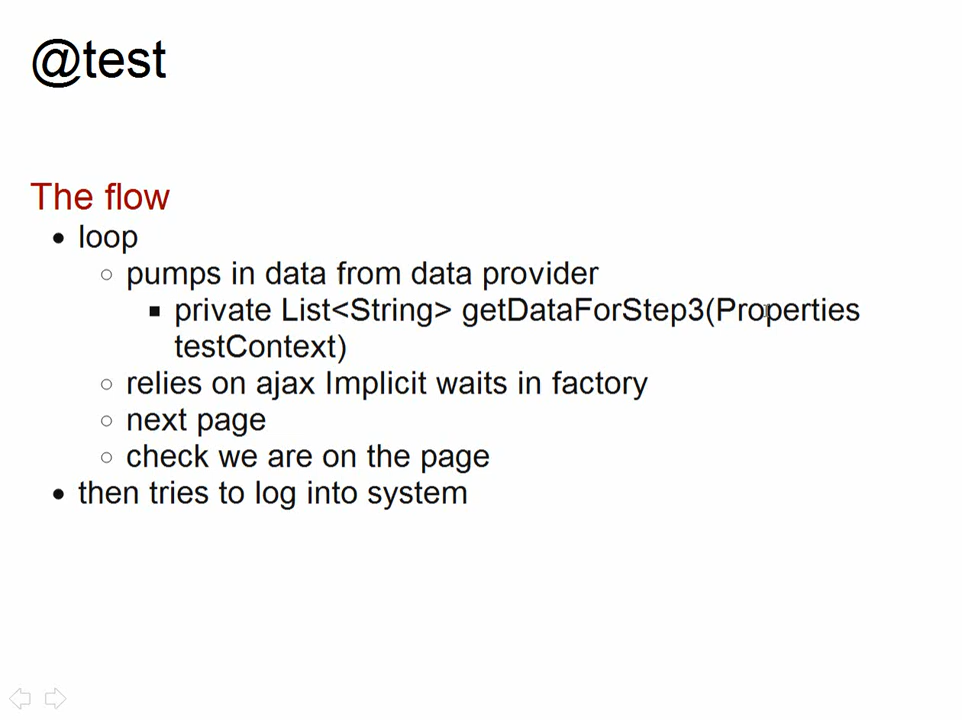 @test
The flow
loop
pumps in data from data provider
private List<String> getDataForStep3(Properties
testContext)
relies on ajax Implicit waits in factory
next page
check we are on the page
then tries to log into system